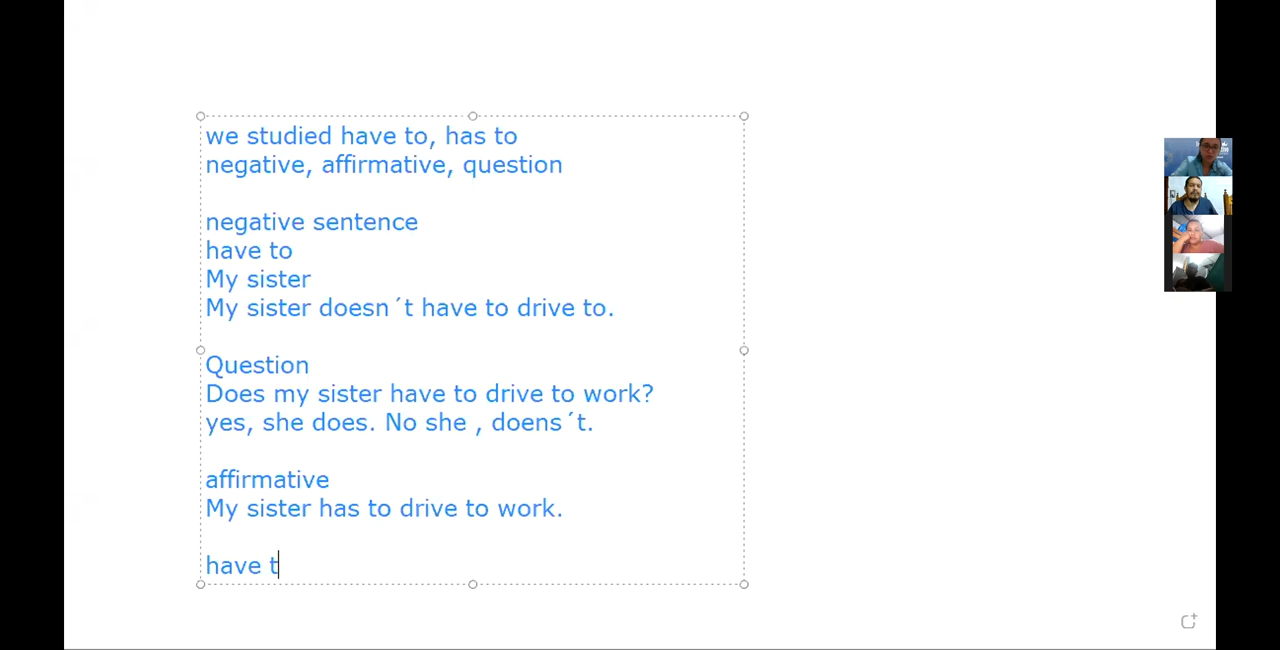 we studied have to, has to
negative, affirmative, question
negative sentence
have to
My sister
My sister doesn´t have to drive to.
Question
Does my sister have to drive to work?
yes, she does. No she , doens´t.
affirmative
My sister has to drive to work.
have t